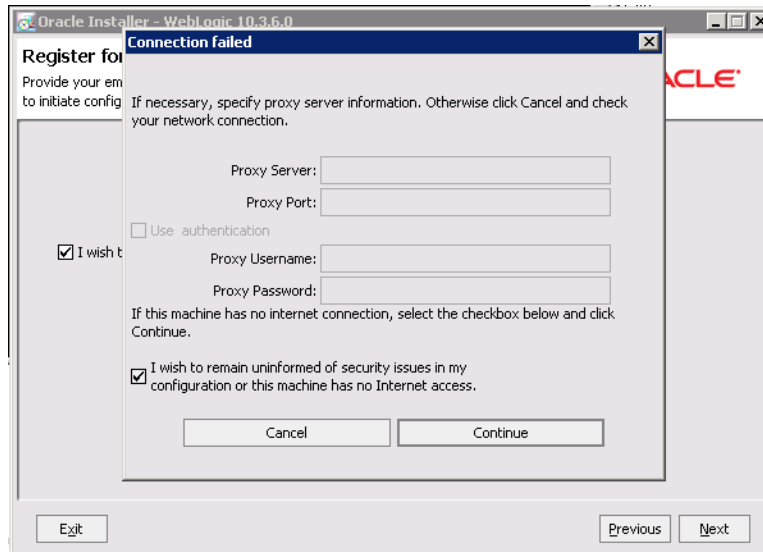 Oracle Installer - WebLogic 10.3.6.0
Connection failed
Register for
Provide your em
to initiate config
ACLE
If necessary, specify proxy server information. Otherwise click Cancel and check
your network connection.
Proxy Server:
Proxy Port:
Use authentication
I wish t
Proxy Username:
Proxy Password:
If this machine has no internet connection, select the checkbox below and click
Continue.
I wish to remain uninformed of security issues in my
configuration or this machine has no Internet access.
Cancel
Continue
Exit
Previous
Next